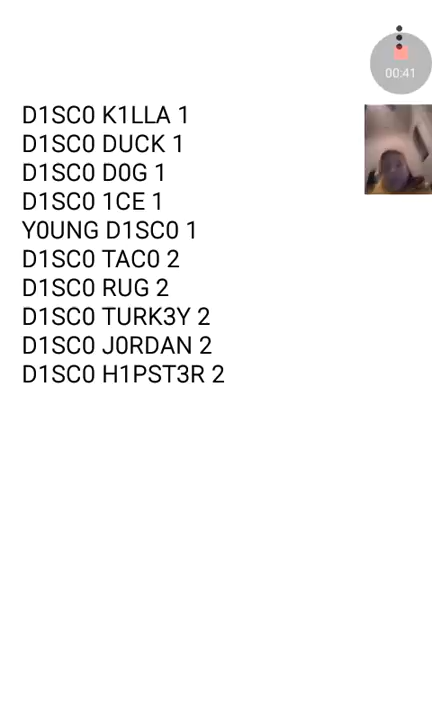 00:41
D1SC0 K1LLA 1
D1SC0 DUCK 1
D1SC0 D0G 1
D1SC0 1CE 1
Y0UNG D1SC0 1
D1SC0 TAC0 2
D1SC0 RUG 2
D1SC0 TURK3Y 2
D1SC0 J0RDAN 2
D1SC0 H1PST3R 2